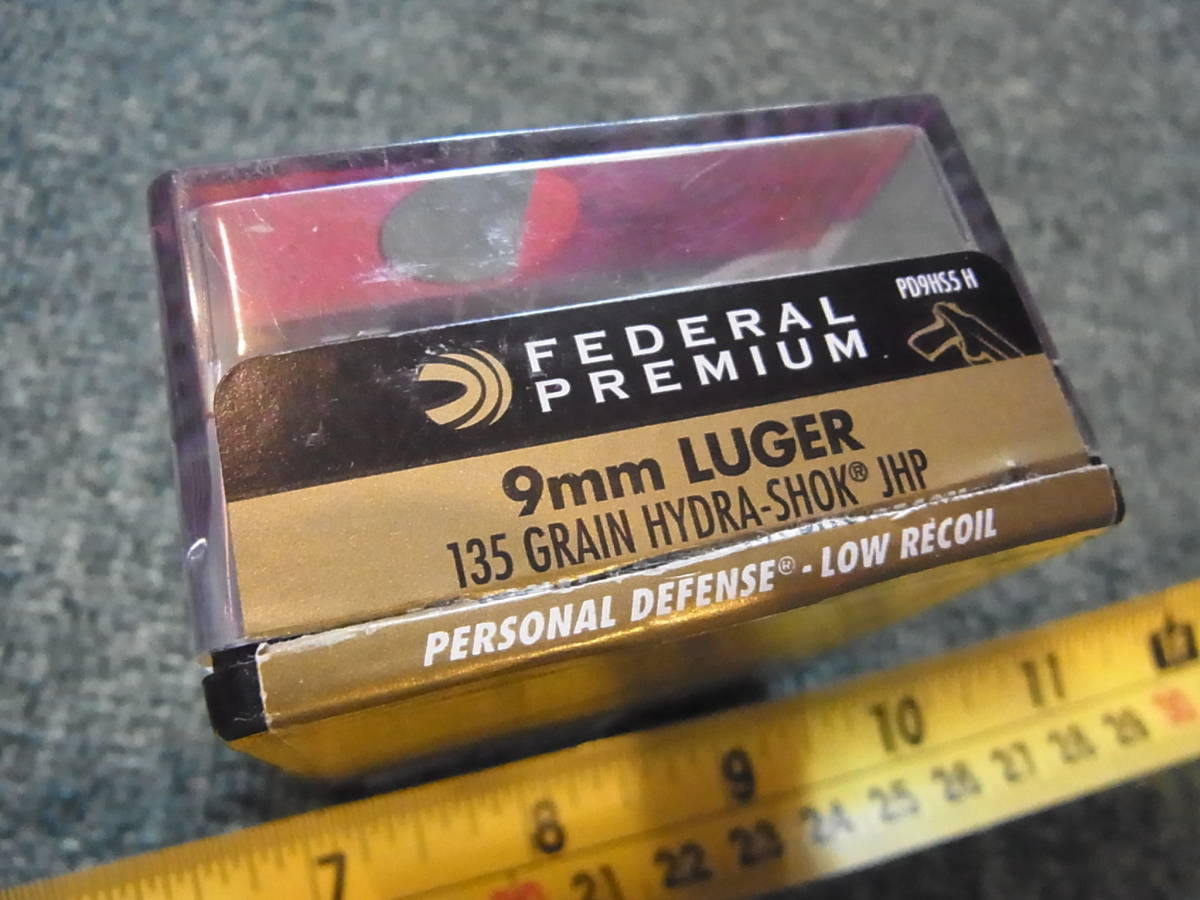 PD9HS5 H
FEDERAL
PREMIUM
9mm LUGER
135 GRAIN HYDRA-SHOK® JHP
PERSONAL DEFENSE® - LOW RECOIL
7 8 9 10 11
21 22 23 24 25 26 27 28 29 30